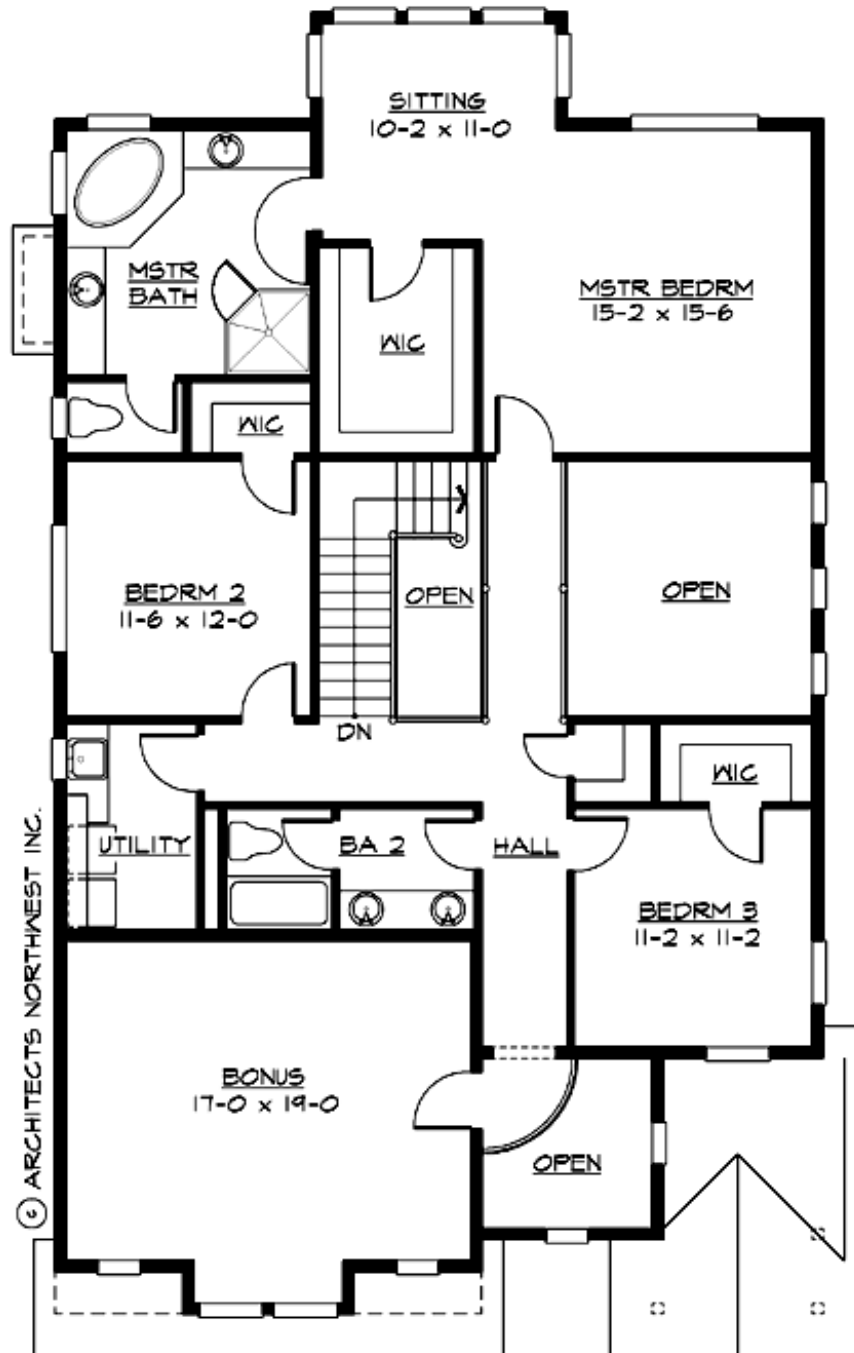 SITTING
10-2 x 11-0
MSTR
BATH
MSTR BEDRM
15-2 x 15-6
WIC
WIC
BEDRM 2
11-6 x 12-0
OPEN
OPEN
DN
WIC
UTILITY
BA 2
HALL
BEDRM 3
11-2 x 11-2
BONUS
17-0 x 19-0
OPEN
© ARCHITECTS NORTHWEST INC.